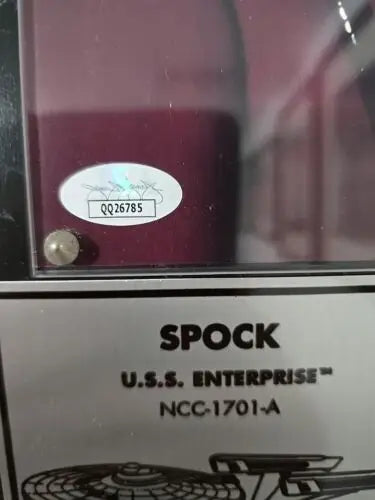 QQ26785
SPOCK
U.S.S. ENTERPRISE™
NCC-1701-A